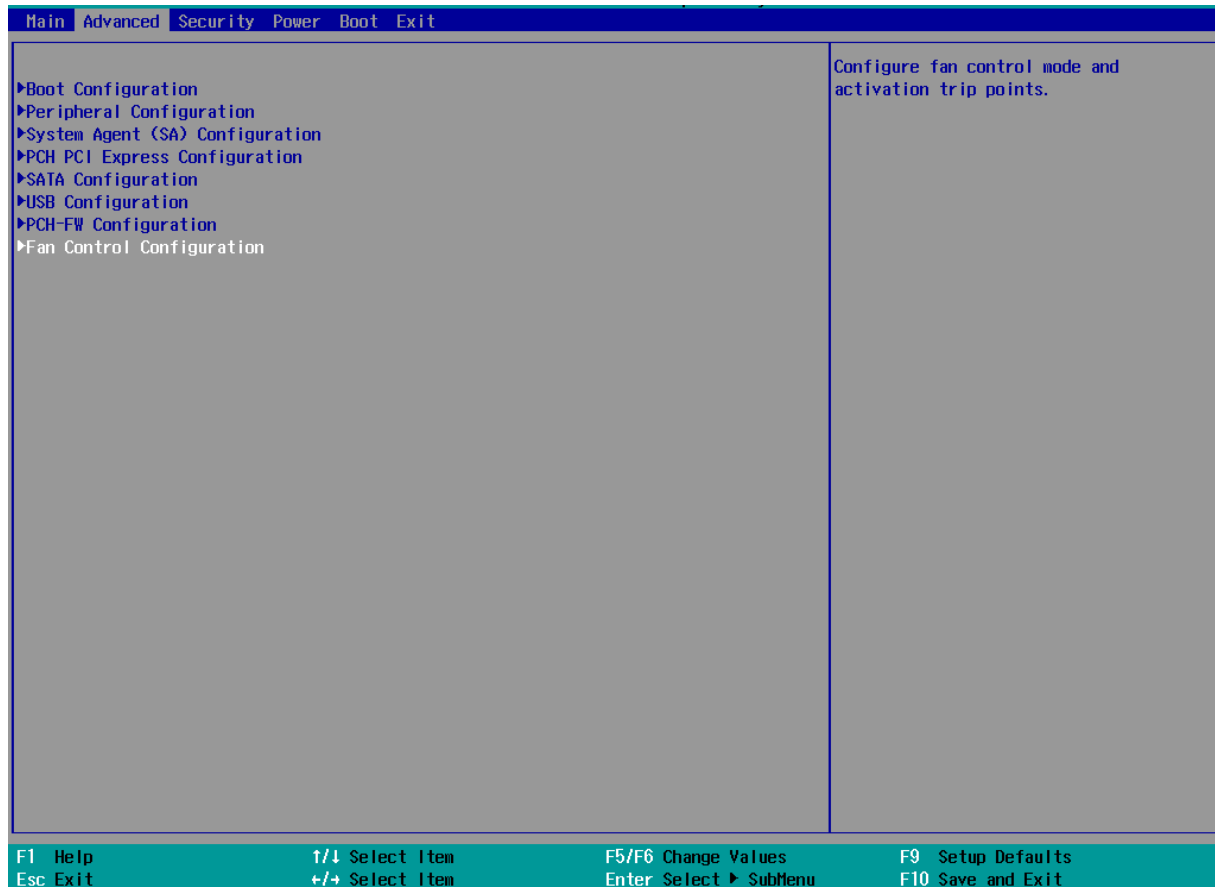 Main Advanced Security Power Boot Exit
▶Boot Configuration
▶Peripheral Configuration
▶System Agent (SA) Configuration
▶PCH PCI Express Configuration
▶SATA Configuration
▶USB Configuration
▶PCH-FW Configuration
▶Fan Control Configuration
Configure fan control mode and
activation trip points.
F1 Help ↑/↓ Select Item F5/F6 Change Values F9 Setup Defaults
Esc Exit ←/→ Select Item Enter Select ▶ SubMenu F10 Save and Exit